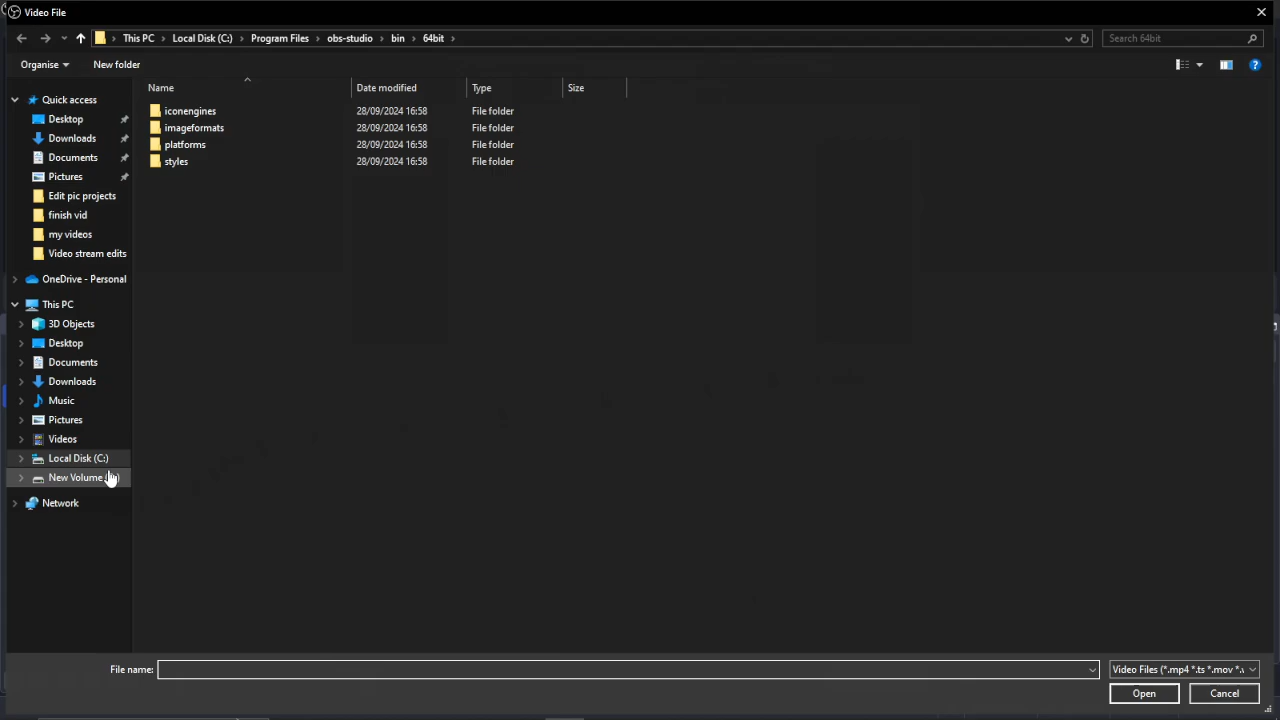 Video File
This PC > Local Disk (C:) > Program Files > obs-studio > bin > 64bit >
Search 64bit
Organise
New folder
Name
Date modified
Type
Size
Quick access
Desktop
Downloads
Documents
Pictures
Edit pic projects
finish vid
my videos
Video stream edits
OneDrive - Personal
This PC
3D Objects
Desktop
Documents
Downloads
Music
Pictures
Videos
Local Disk (C:)
New Volume
Network
iconengines 28/09/2024 16:58 File folder
imageformats 28/09/2024 16:58 File folder
platforms 28/09/2024 16:58 File folder
styles 28/09/2024 16:58 File folder
File name:
Video Files (*.mp4 *.ts *.mov *.
Open
Cancel